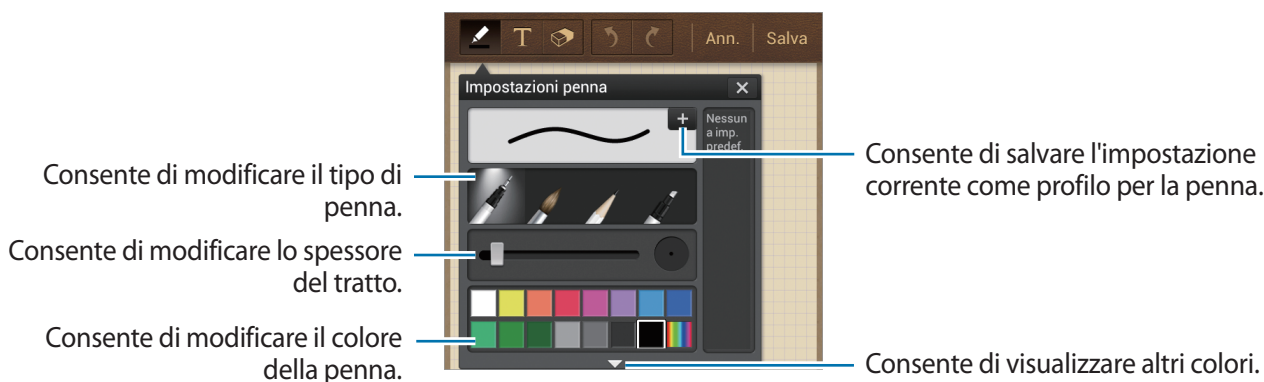 T
Ann.
Salva
Impostazioni penna
Nessun
a imp.
predef
Consente di modificare il tipo di
penna.
Consente di modificare lo spessore
del tratto.
Consente di modificare il colore
della penna.
Consente di salvare l'impostazione
corrente come profilo per la penna.
Consente di visualizzare altri colori.